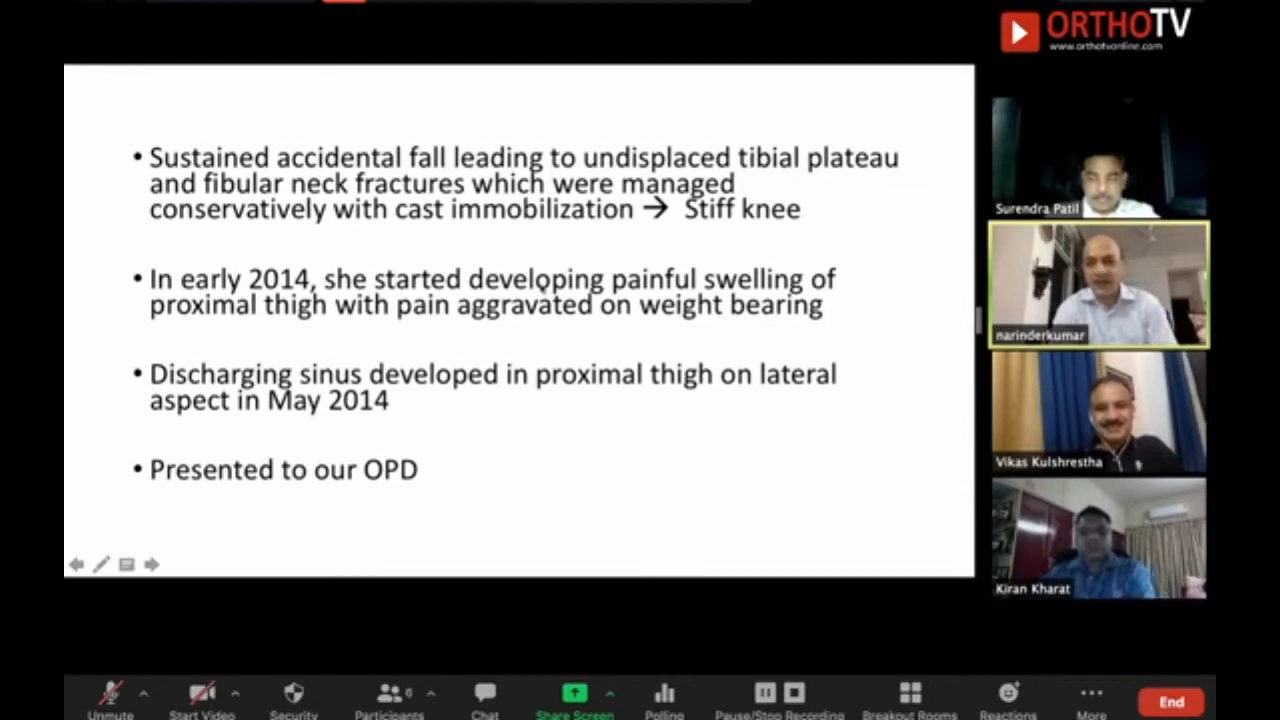 ORTHOTV
www.orthotvonline.com
• Sustained accidental fall leading to undisplaced tibial plateau
and fibular neck fractures which were managed
conservatively with cast immobilization → Stiff knee
• In early 2014, she started developing painful swelling of
proximal thigh with pain aggravated on weight bearing
• Discharging sinus developed in proximal thigh on lateral
aspect in May 2014
• Presented to our OPD
Surendra Patil
narinderkumar
Vikas Kulshrestha
Kiran Kharat
Unmute
Start Video
Security
6
Participants
Chat
Share Screen
Polling
Pause/Stop Recording
Breakout Rooms
Reactions
More
End